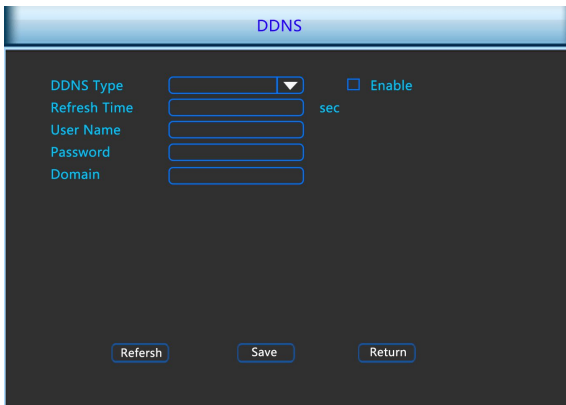 DDNS
DDNS Type Enable
Refresh Time sec
User Name
Password
Domain
Refersh Save Return